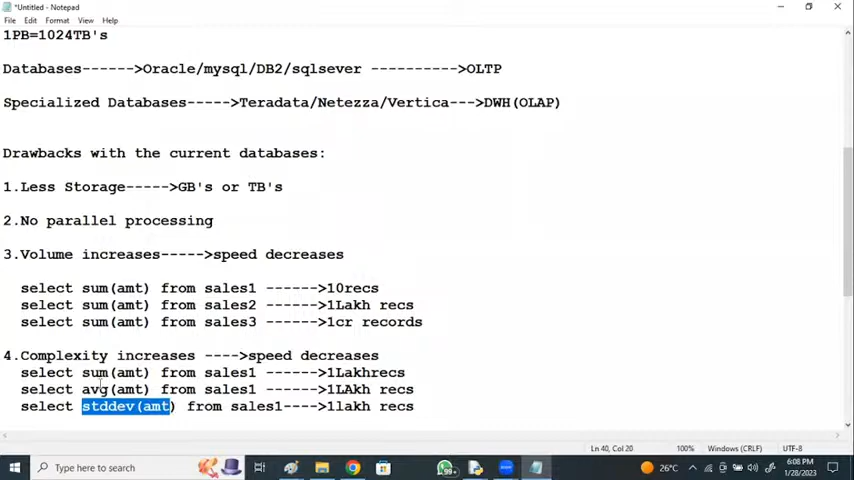 *Untitled - Notepad
File Edit Format View Help
1PB=1024TB's
Databases------>Oracle/mysql/DB2/sqlsever ---------->OLTP
Specialized Databases----->Teradata/Netezza/Vertica--->DWH(OLAP)
Drawbacks with the current databases:
1.Less Storage----->GB's or TB's
2.No parallel processing
3.Volume increases----->speed decreases
select sum(amt) from sales1 ------>10recs
select sum(amt) from sales2 ------>1Lakh recs
select sum(amt) from sales3 ------>1cr records
4.Complexity increases ---->speed decreases
select sum(amt) from sales1 ------>1Lakhrecs
select avg(amt) from sales1 ------>1LAkh recs
select stddev(amt) from sales1---->1lakh recs
Ln 40, Col 20 100% Windows (CRLF) UTF-8
Type here to search
99+
26°C
6:08 PM
1/28/2023